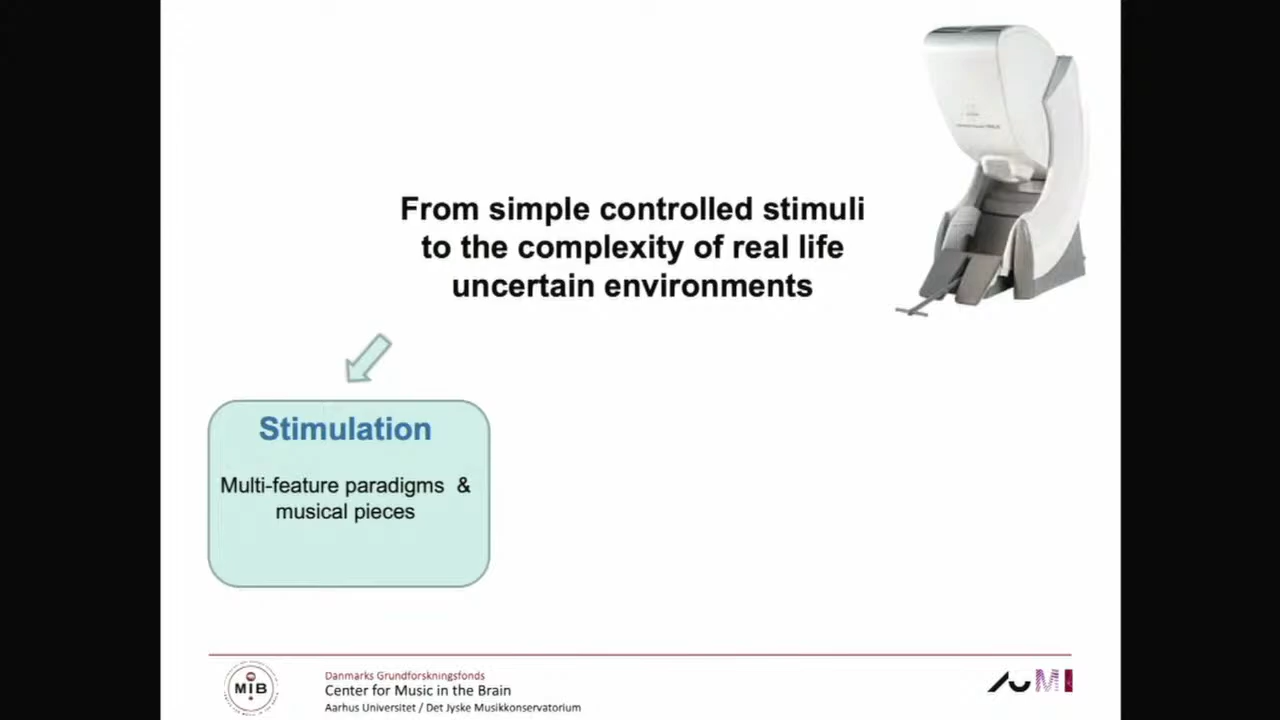 From simple controlled stimuli
to the complexity of real life
uncertain environments
Stimulation
Multi-feature paradigms &
musical pieces
MIB
Danmarks Grundforskningsfonds
Center for Music in the Brain
Aarhus Universitet / Det Jyske Musikkonservatorium